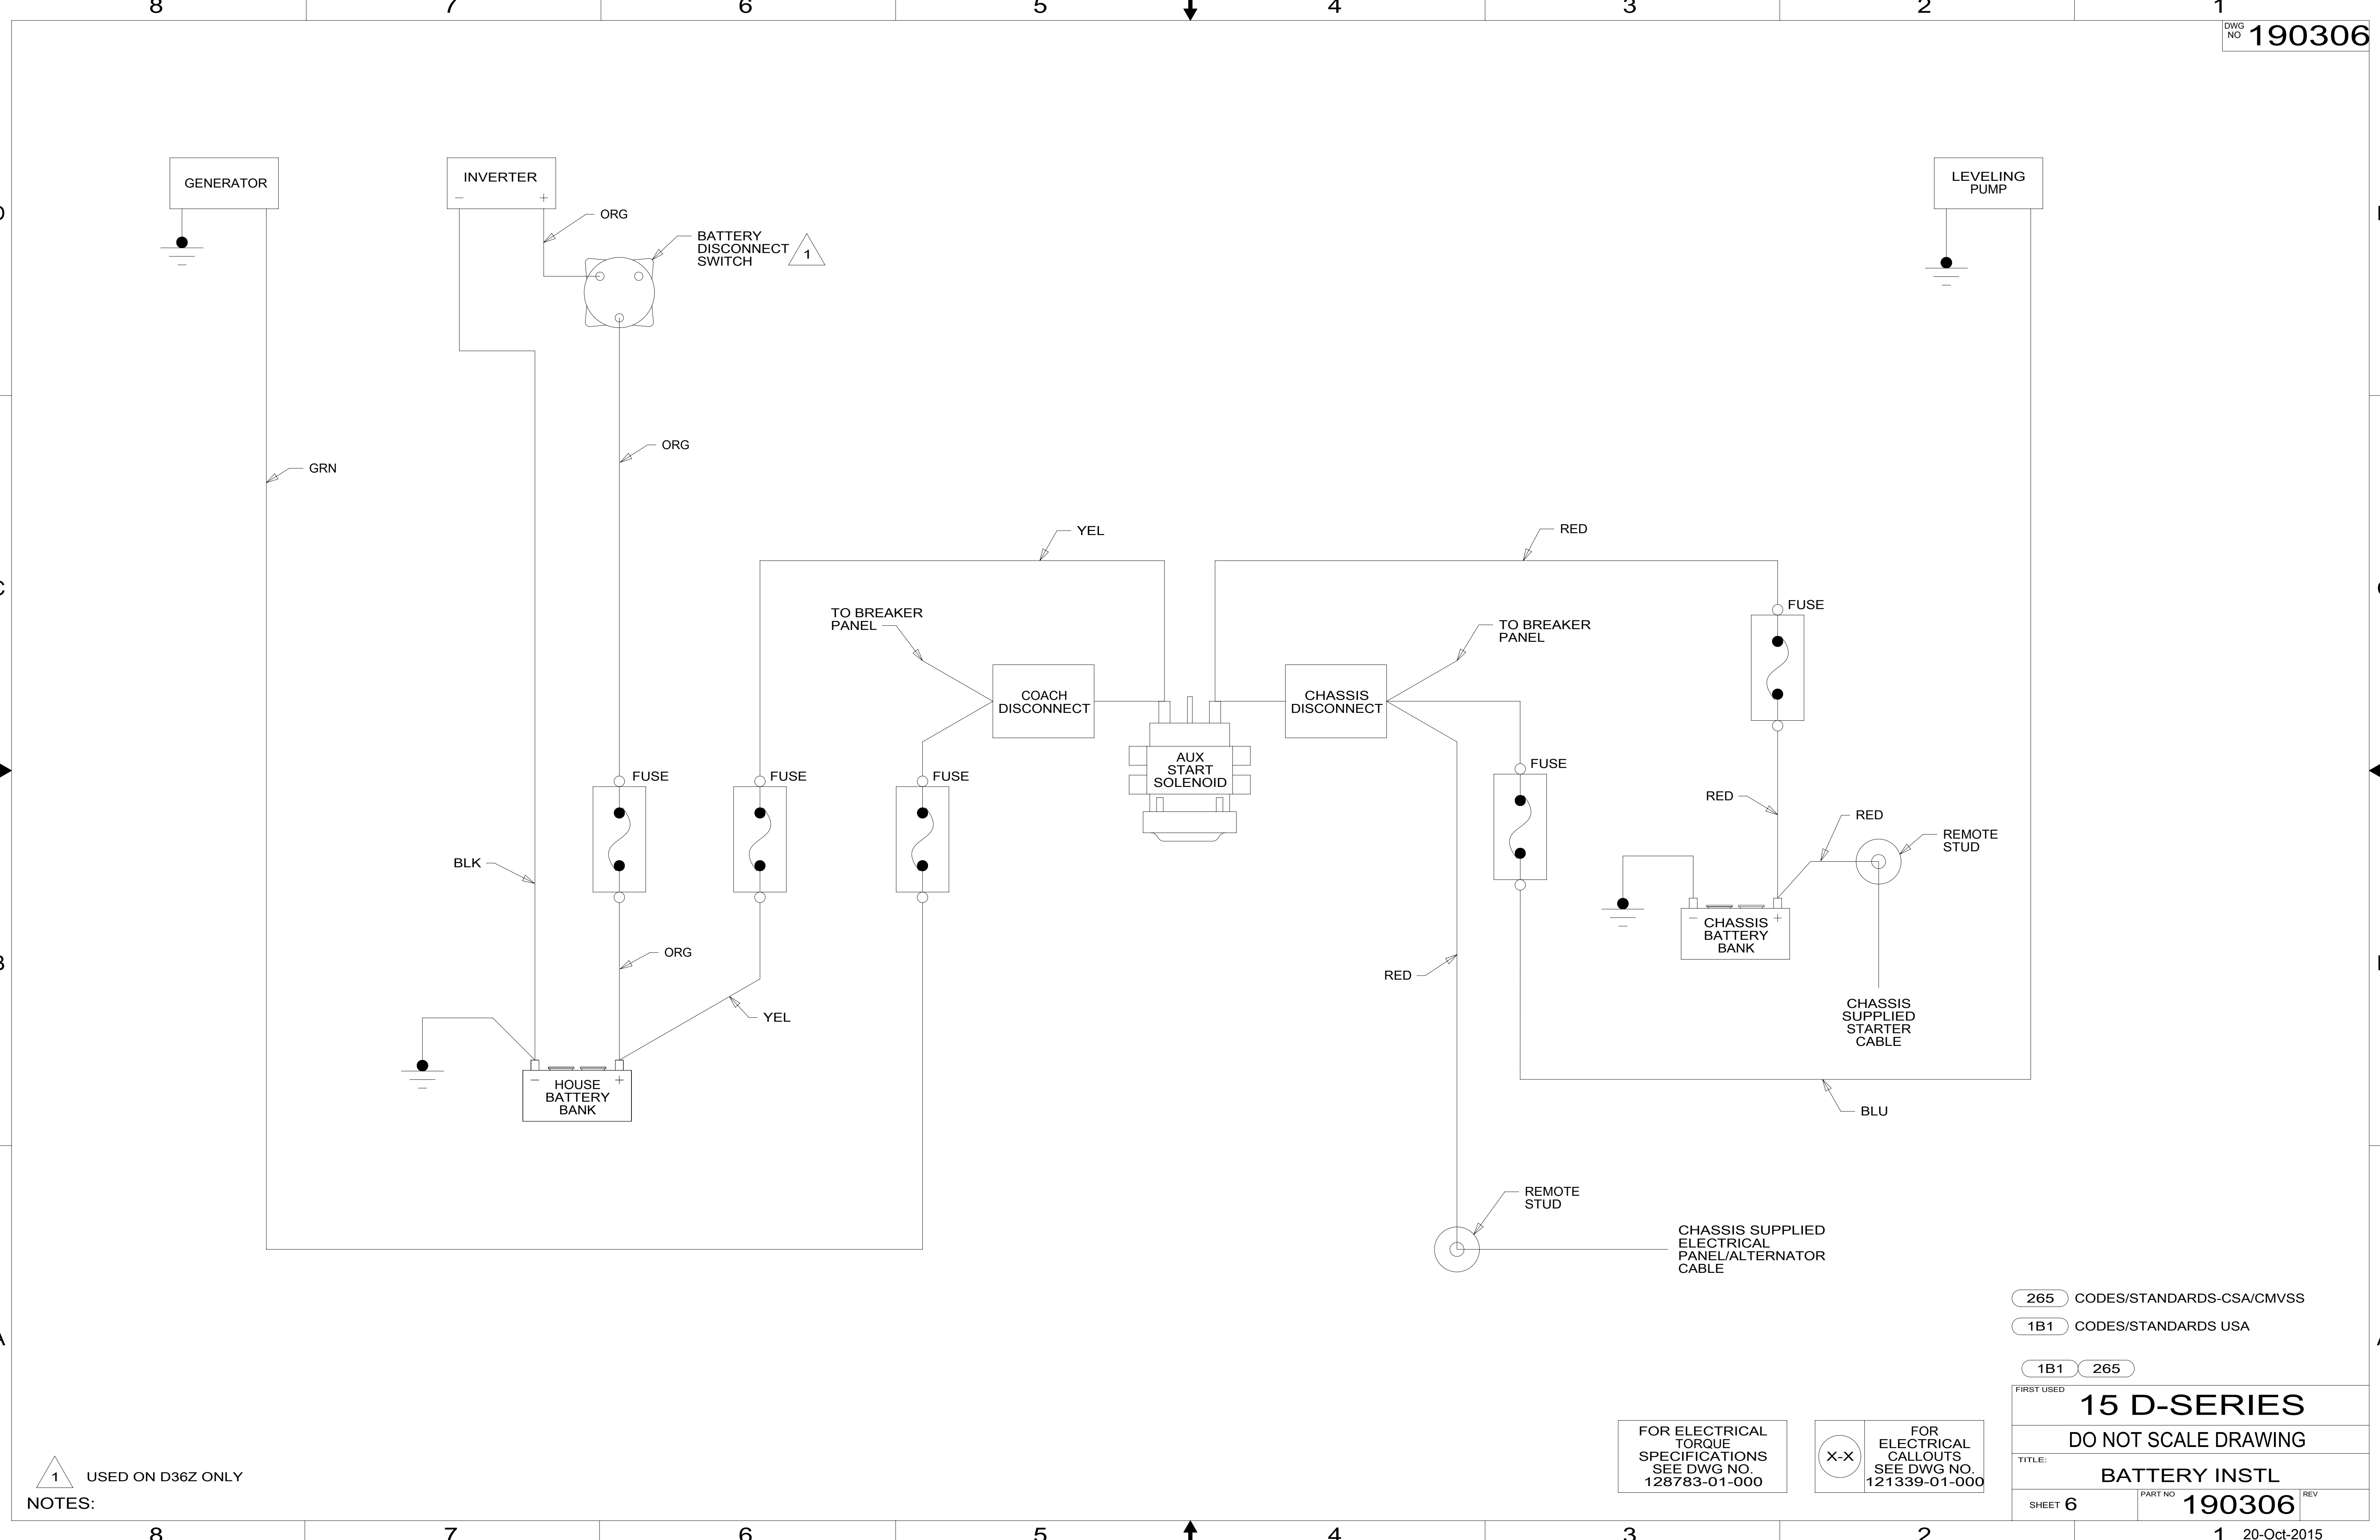 8 7 6 5 4 3 2 1
DWG
NO 190306
GENERATOR
INVERTER
− +
ORG
BATTERY
DISCONNECT
SWITCH
1
LEVELING
PUMP
GRN
ORG
YEL
RED
TO BREAKER
PANEL
COACH
DISCONNECT
CHASSIS
DISCONNECT
TO BREAKER
PANEL
FUSE
AUX
START
SOLENOID
FUSE
FUSE
FUSE
FUSE
RED
RED
REMOTE
STUD
BLK
− +
CHASSIS
BATTERY
BANK
ORG
YEL
RED
CHASSIS
SUPPLIED
STARTER
CABLE
− +
HOUSE
BATTERY
BANK
BLU
REMOTE
STUD
CHASSIS SUPPLIED
ELECTRICAL
PANEL/ALTERNATOR
CABLE
265 CODES/STANDARDS-CSA/CMVSS
1B1 CODES/STANDARDS USA
1B1 265
FIRST USED
15 D-SERIES
DO NOT SCALE DRAWING
TITLE:
BATTERY INSTL
SHEET 6
PART NO 190306
REV
FOR ELECTRICAL
TORQUE
SPECIFICATIONS
SEE DWG NO.
128783-01-000
X-X
FOR
ELECTRICAL
CALLOUTS
SEE DWG NO.
121339-01-000
1 USED ON D36Z ONLY
NOTES:
8 7 6 5 4 3 2 1
20-Oct-2015